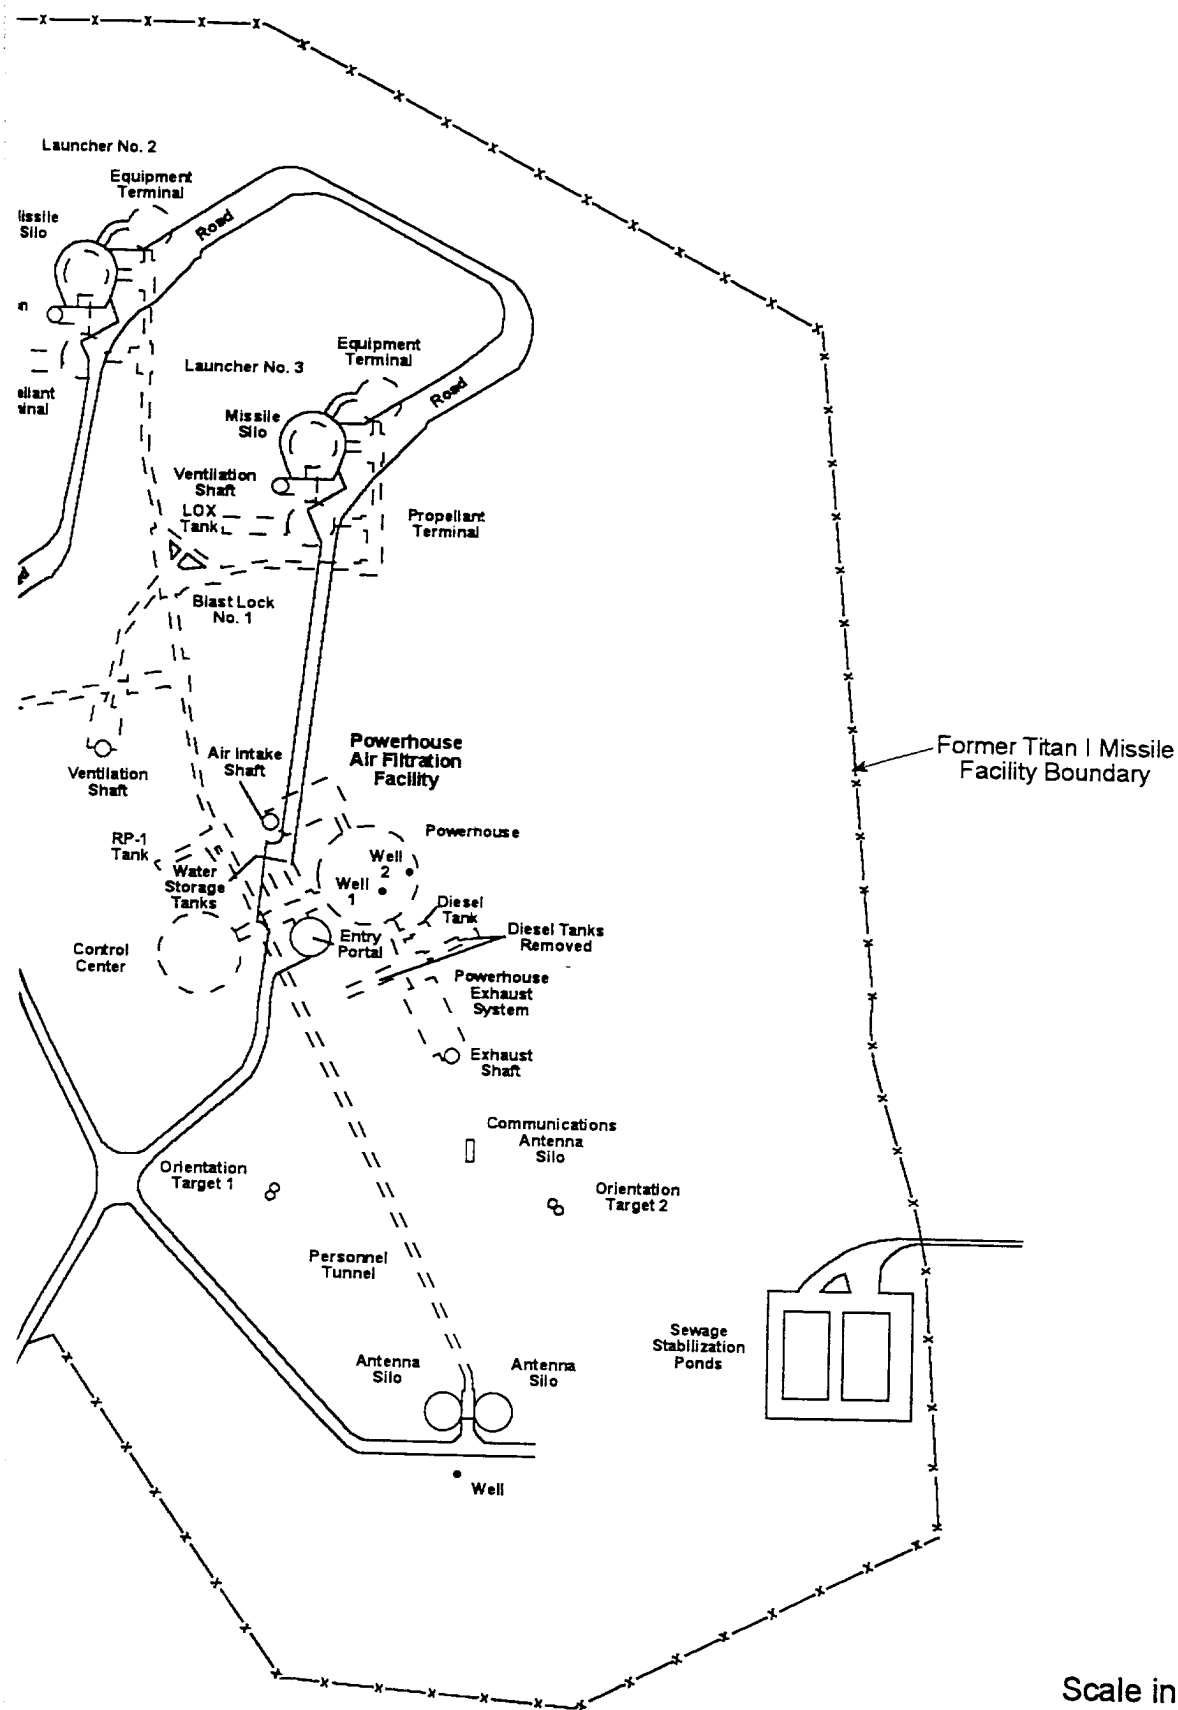 Launcher No. 2
Equipment
Terminal
Road
Silo
Launcher No. 3
Equipment
Terminal
Road
Missile
Silo
Ventilation
Shaft
LOX
Tank
Propellant
Terminal
Blast Lock
No. 1
Ventilation
Shaft
Air Intake
Shaft
Powerhouse
Air Filtration
Facility
Former Titan I Missile
Facility Boundary
RP-1
Tank
Powerhouse
Water
Storage
Tanks
Well
2
Well
1
Diesel
Tank
Diesel Tanks
Removed
Control
Center
Entry
Portal
Powerhouse
Exhaust
System
Exhaust
Shaft
Communications
Antenna
Silo
Orientation
Target 1
Orientation
Target 2
Personnel
Tunnel
Sewage
Stabilization
Ponds
Antenna
Silo
Antenna
Silo
Well
Scale in